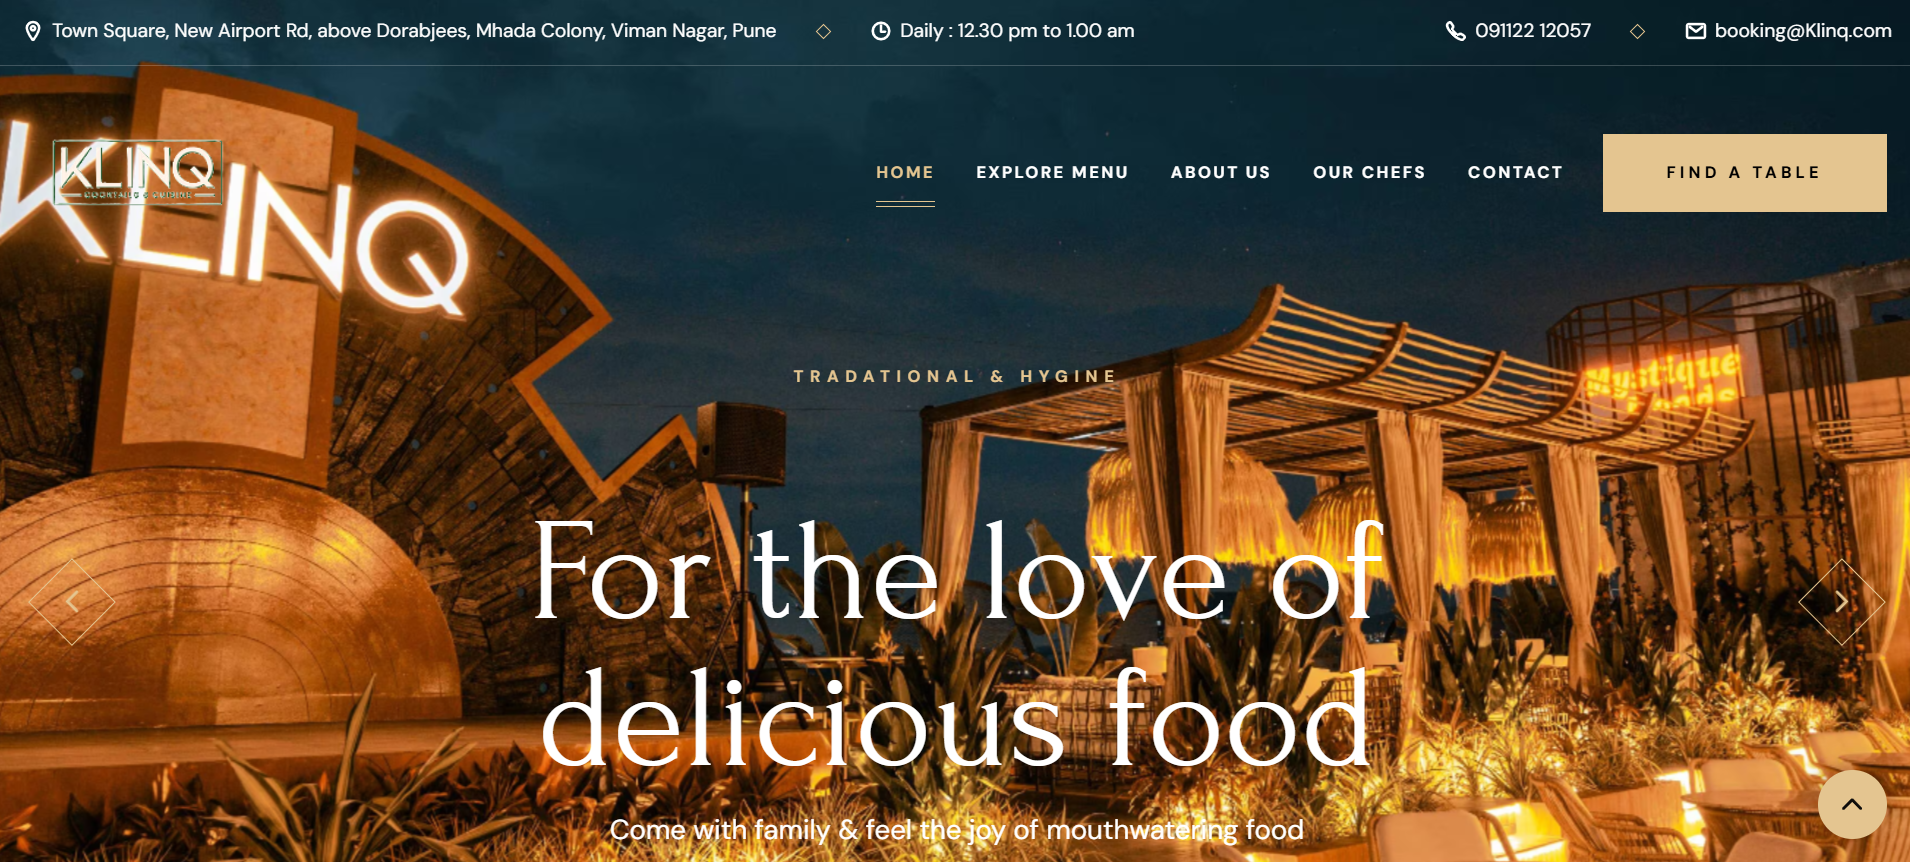 Town Square, New Airport Rd, above Dorabjees, Mhada Colony, Viman Nagar, Pune
Daily : 12.30 pm to 1.00 am
091122 12057
booking@Klinq.com
KLINQ
COCKTAILS & CUISINE
KLINQ
HOME
EXPLORE MENU
ABOUT US
OUR CHEFS
CONTACT
FIND A TABLE
Mystique
TRADATIONAL & HYGINE
For the love of
delicious food
Come with family & feel the joy of mouthwatering food